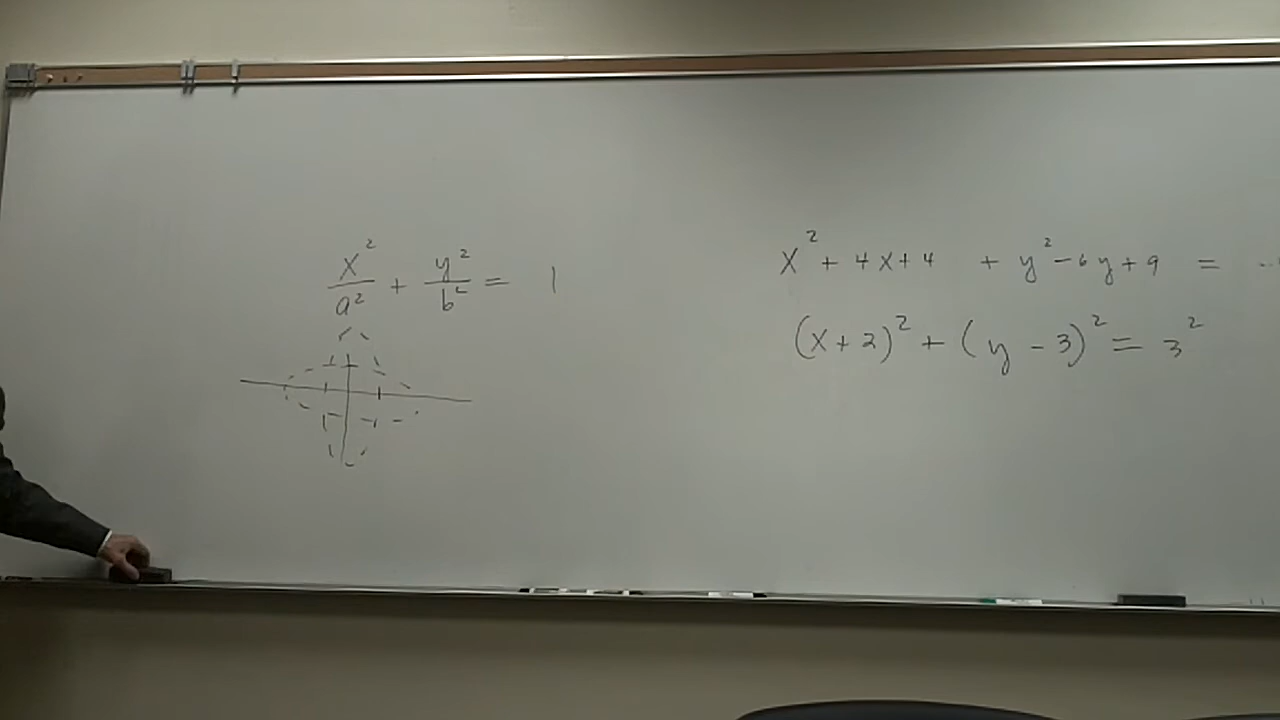 x²/a² + y²/b² = 1
x² + 4x + 4 + y² - 6y + 9 =
(x + 2)² + (y - 3)² = 3²